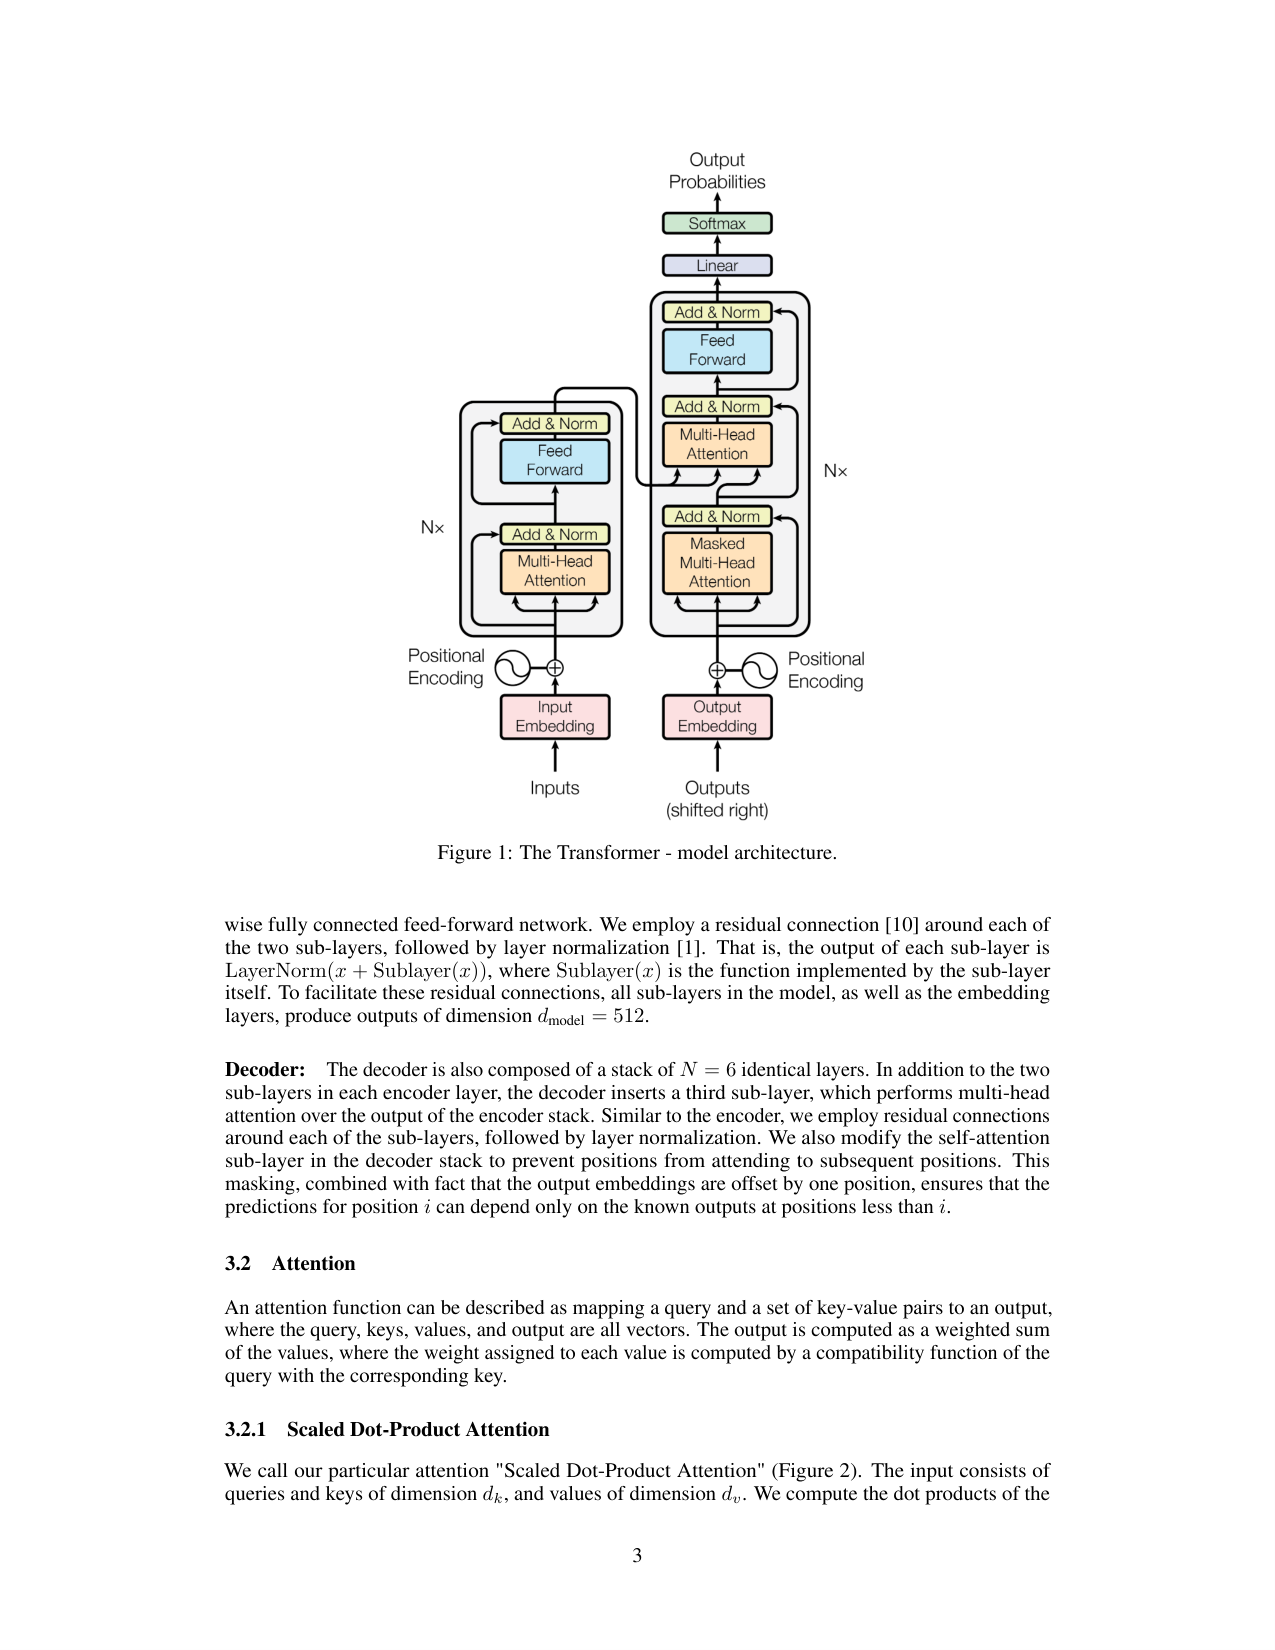 Output
Probabilities
Softmax
Linear
Add & Norm
Feed
Forward
Add & Norm
Multi-Head
Attention
Add & Norm
Masked
Multi-Head
Attention
Nx
Add & Norm
Feed
Forward
Add & Norm
Multi-Head
Attention
Nx
Positional
Encoding
Positional
Encoding
Input
Embedding
Output
Embedding
Inputs
Outputs
(shifted right)
Figure 1: The Transformer - model architecture.
wise fully connected feed-forward network. We employ a residual connection [10] around each of
the two sub-layers, followed by layer normalization [1]. That is, the output of each sub-layer is
LayerNorm(x + Sublayer(x)), where Sublayer(x) is the function implemented by the sub-layer
itself. To facilitate these residual connections, all sub-layers in the model, as well as the embedding
layers, produce outputs of dimension d_model = 512.
Decoder: The decoder is also composed of a stack of N = 6 identical layers. In addition to the two
sub-layers in each encoder layer, the decoder inserts a third sub-layer, which performs multi-head
attention over the output of the encoder stack. Similar to the encoder, we employ residual connections
around each of the sub-layers, followed by layer normalization. We also modify the self-attention
sub-layer in the decoder stack to prevent positions from attending to subsequent positions. This
masking, combined with fact that the output embeddings are offset by one position, ensures that the
predictions for position i can depend only on the known outputs at positions less than i.
3.2 Attention
An attention function can be described as mapping a query and a set of key-value pairs to an output,
where the query, keys, values, and output are all vectors. The output is computed as a weighted sum
of the values, where the weight assigned to each value is computed by a compatibility function of the
query with the corresponding key.
3.2.1 Scaled Dot-Product Attention
We call our particular attention "Scaled Dot-Product Attention" (Figure 2). The input consists of
queries and keys of dimension d_k, and values of dimension d_v. We compute the dot products of the
3